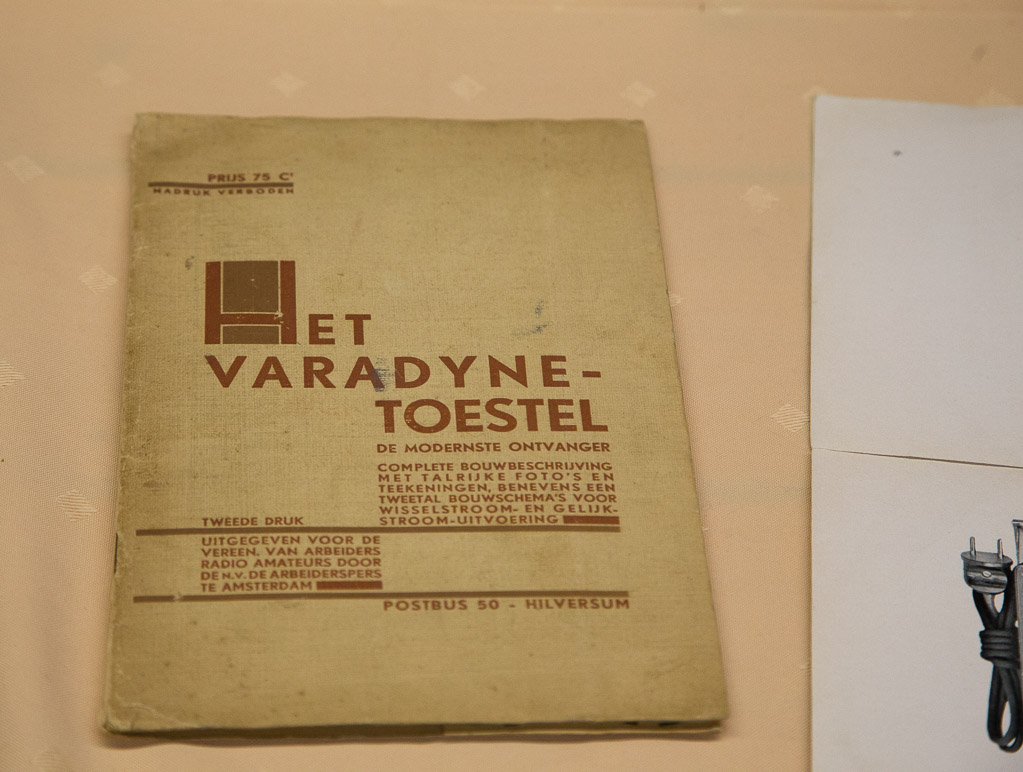 PRIJS 75 Cᵗ
NADRUK VERBODEN
HET
VARADYNE-
TOESTEL
DE MODERNSTE ONTVANGER
COMPLETE BOUWBESCHRIJVING
MET TALRIJKE FOTO'S EN
TEEKENINGEN, BENEVENS EEN
TWEETAL BOUWSCHEMA'S VOOR
WISSELSTROOM- EN GELIJK-
STROOM-UITVOERING
TWEEDE DRUK
UITGEGEVEN VOOR DE
VEREEN. VAN ARBEIDERS
RADIO AMATEURS DOOR
DE N.V. DE ARBEIDERSPERS
TE AMSTERDAM
POSTBUS 50 - HILVERSUM